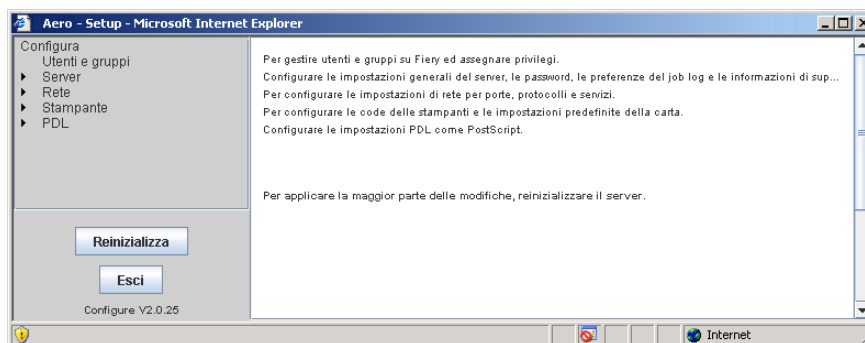 Aero - Setup - Microsoft Internet Explorer
Configura
Utenti e gruppi
Server
Rete
Stampante
PDL
Reinizializza
Esci
Configure V2.0.25
Per gestire utenti e gruppi su Fiery ed assegnare privilegi.
Configurare le impostazioni generali del server, le password, le preferenze del job log e le informazioni di sup...
Per configurare le impostazioni di rete per porte, protocolli e servizi.
Per configurare le code delle stampanti e le impostazioni predefinite della carta.
Configurare le impostazioni PDL come PostScript.
Per applicare la maggior parte delle modifiche, reinizializzare il server.
Internet